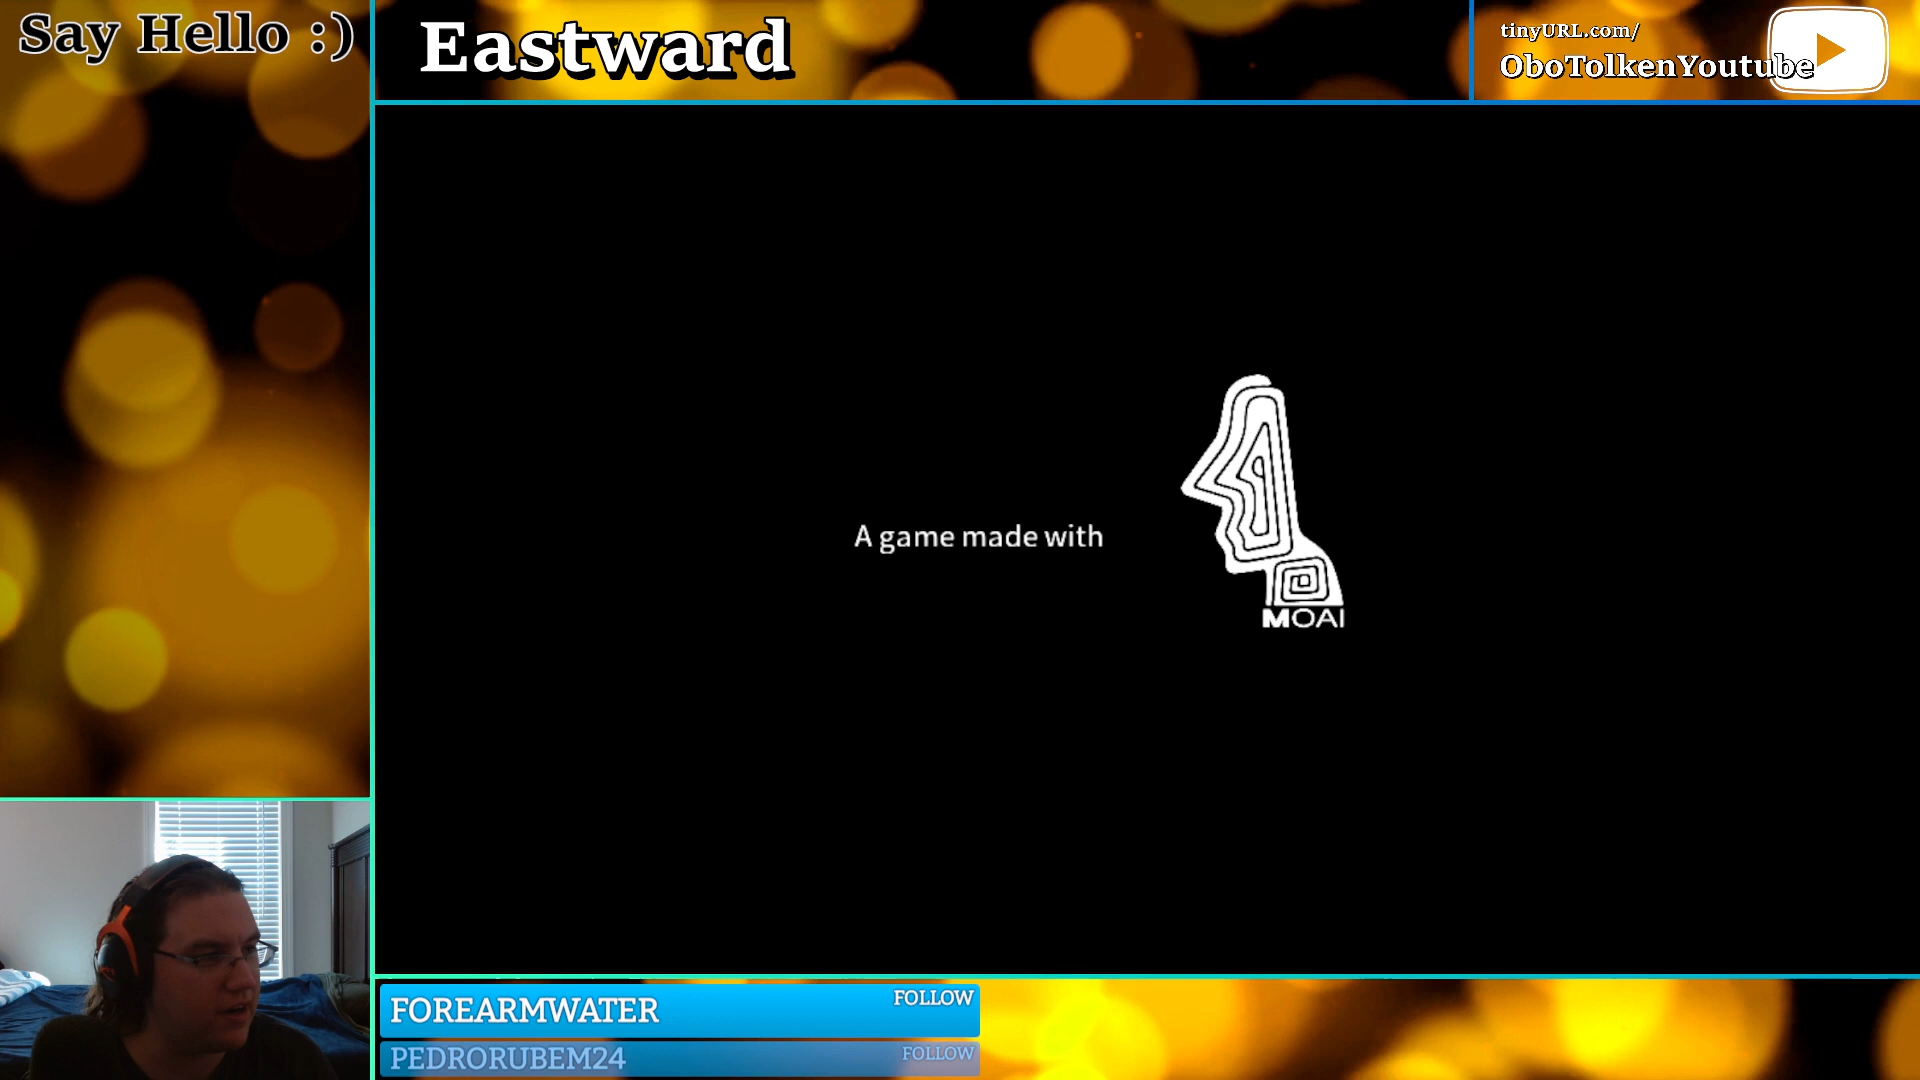 Say Hello :)
Eastward
tinyURL.com/
OboTolkenYoutube
A game made with
MOAI
FOREARMWATER
FOLLOW
PEDRORUBEM24
FOLLOW